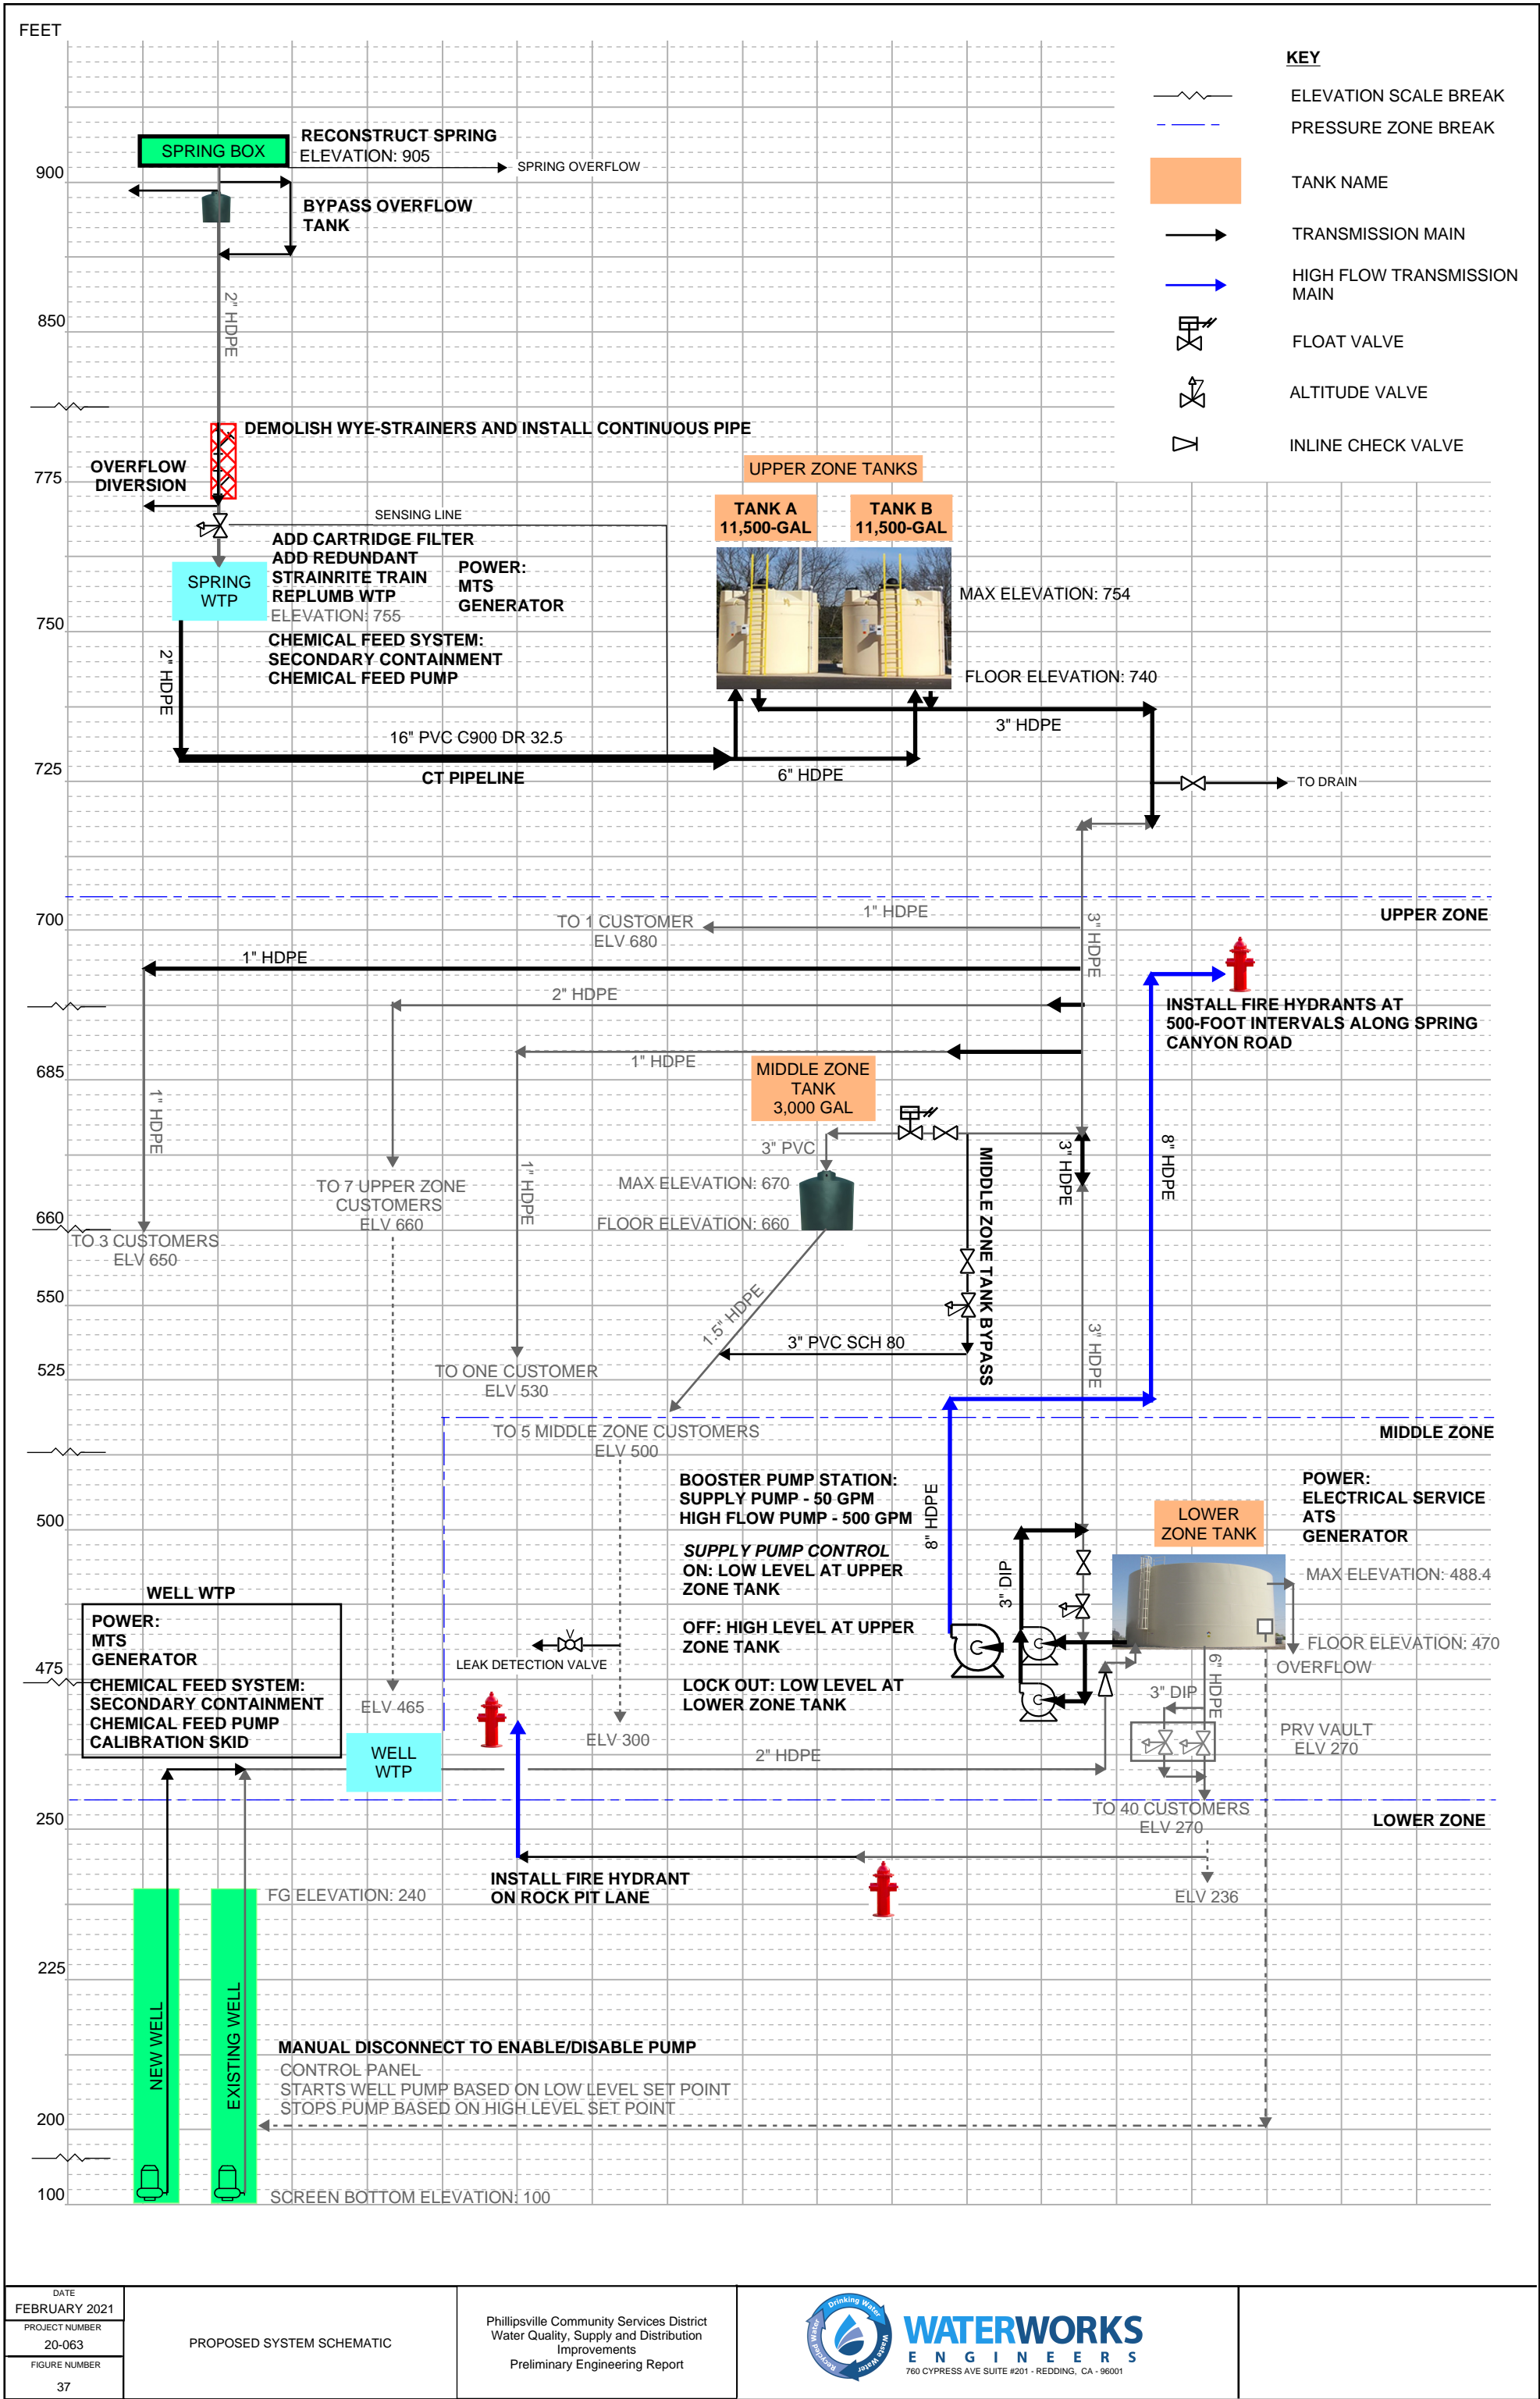 FEET
KEY
ELEVATION SCALE BREAK
PRESSURE ZONE BREAK
TANK NAME
TRANSMISSION MAIN
HIGH FLOW TRANSMISSION
MAIN
FLOAT VALVE
ALTITUDE VALVE
INLINE CHECK VALVE
SPRING BOX
RECONSTRUCT SPRING
ELEVATION: 905
SPRING OVERFLOW
900
BYPASS OVERFLOW
TANK
2" HDPE
850
DEMOLISH WYE-STRAINERS AND INSTALL CONTINUOUS PIPE
OVERFLOW
DIVERSION
775
UPPER ZONE TANKS
TANK A
11,500-GAL
TANK B
11,500-GAL
SENSING LINE
ADD CARTRIDGE FILTER
ADD REDUNDANT
STRAINRITE TRAIN
REPLUMB WTP
ELEVATION: 755
POWER:
MTS
GENERATOR
SPRING
WTP
MAX ELEVATION: 754
750
CHEMICAL FEED SYSTEM:
SECONDARY CONTAINMENT
CHEMICAL FEED PUMP
2" HDPE
FLOOR ELEVATION: 740
3" HDPE
16" PVC C900 DR 32.5
CT PIPELINE
6" HDPE
725
TO DRAIN
700
TO 1 CUSTOMER
ELV 680
1" HDPE
3" HDPE
UPPER ZONE
1" HDPE
2" HDPE
INSTALL FIRE HYDRANTS AT
500-FOOT INTERVALS ALONG SPRING
CANYON ROAD
1" HDPE
685
MIDDLE ZONE
TANK
3,000 GAL
1" HDPE
3" PVC
3" HDPE
8" HDPE
MIDDLE ZONE TANK BYPASS
1" HDPE
TO 7 UPPER ZONE
CUSTOMERS
ELV 660
MAX ELEVATION: 670
FLOOR ELEVATION: 660
660
TO 3 CUSTOMERS
ELV 650
550
1.5" HDPE
3" PVC SCH 80
3" HDPE
525
TO ONE CUSTOMER
ELV 530
TO 5 MIDDLE ZONE CUSTOMERS
ELV 500
MIDDLE ZONE
BOOSTER PUMP STATION:
SUPPLY PUMP - 50 GPM
HIGH FLOW PUMP - 500 GPM
8" HDPE
POWER:
ELECTRICAL SERVICE
ATS
GENERATOR
LOWER
ZONE TANK
500
SUPPLY PUMP CONTROL
ON: LOW LEVEL AT UPPER
ZONE TANK
3" DIP
MAX ELEVATION: 488.4
WELL WTP
POWER:
MTS
GENERATOR
CHEMICAL FEED SYSTEM:
SECONDARY CONTAINMENT
CHEMICAL FEED PUMP
CALIBRATION SKID
OFF: HIGH LEVEL AT UPPER
ZONE TANK
V
LEAK DETECTION VALVE
C
C
C
FLOOR ELEVATION: 470
OVERFLOW
475
LOCK OUT: LOW LEVEL AT
LOWER ZONE TANK
6" HDPE
3" DIP
ELV 465
ELV 300
PRV VAULT
ELV 270
WELL
WTP
2" HDPE
TO 40 CUSTOMERS
ELV 270
250
LOWER ZONE
INSTALL FIRE HYDRANT
ON ROCK PIT LANE
FG ELEVATION: 240
ELV 236
225
NEW WELL
EXISTING WELL
MANUAL DISCONNECT TO ENABLE/DISABLE PUMP
CONTROL PANEL
STARTS WELL PUMP BASED ON LOW LEVEL SET POINT
STOPS PUMP BASED ON HIGH LEVEL SET POINT
200
100
SCREEN BOTTOM ELEVATION: 100
DATE
FEBRUARY 2021
PROJECT NUMBER
20-063
FIGURE NUMBER
37
PROPOSED SYSTEM SCHEMATIC
Phillipsville Community Services District
Water Quality, Supply and Distribution
Improvements
Preliminary Engineering Report
Drinking Water
Waste Water
Recycled Water
WATERWORKS
ENGINEERS
760 CYPRESS AVE SUITE #201 - REDDING, CA - 96001